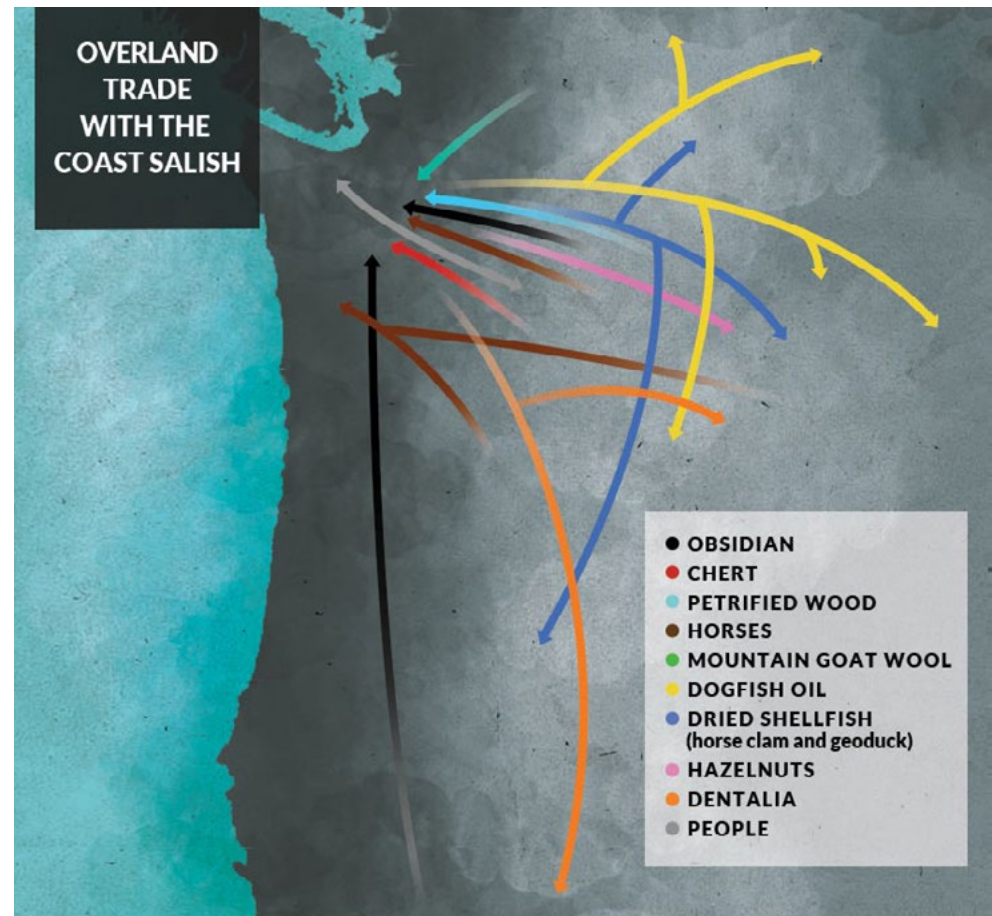 OVERLAND
TRADE
WITH THE
COAST SALISH
OBSIDIAN
CHERT
PETRIFIED WOOD
HORSES
MOUNTAIN GOAT WOOL
DOGFISH OIL
DRIED SHELLFISH
(horse clam and geoduck)
HAZELNUTS
DENTALIA
PEOPLE